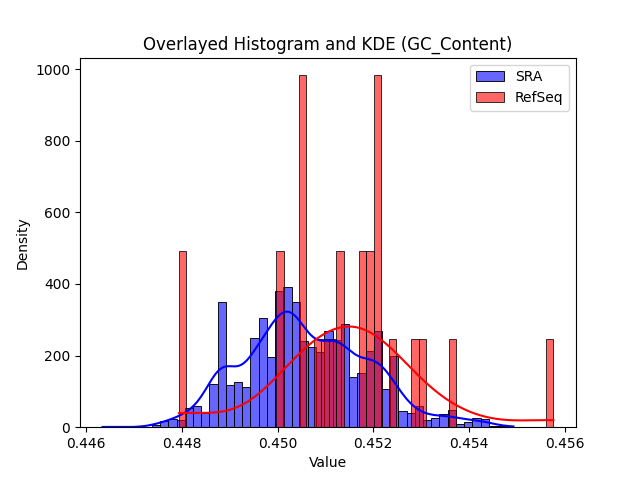 Overlayed Histogram and KDE (GC_Content)
SRA
RefSeq
1000
800
600
400
200
0
Density
0.446 0.448 0.450 0.452 0.454 0.456
Value